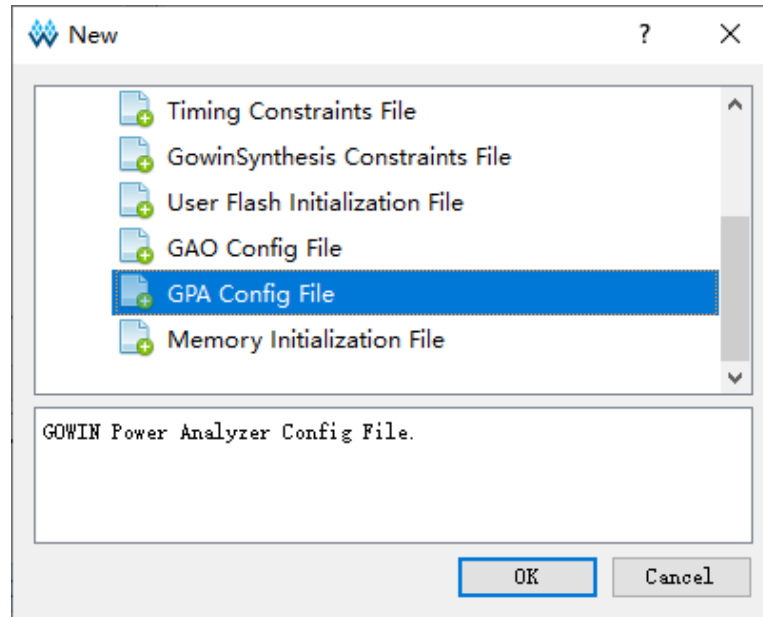 New
?
Timing Constraints File
GowinSynthesis Constraints File
User Flash Initialization File
GAO Config File
GPA Config File
Memory Initialization File
GOWIN Power Analyzer Config File.
OK Cancel